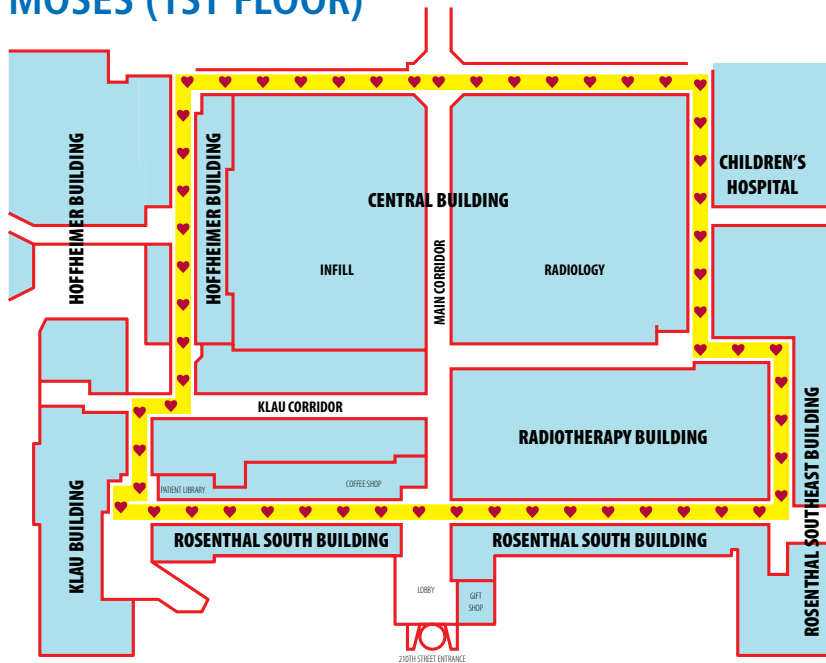 MOSES (1ST FLOOR)
HOFFHEIMER BUILDING
HOFFHEIMER BUILDING
CENTRAL BUILDING
CHILDREN'S
HOSPITAL
INFILL
MAIN CORRIDOR
RADIOLOGY
KLAU CORRIDOR
RADIOTHERAPY BUILDING
PATIENT LIBRARY
COFFEE SHOP
KLAU BUILDING
ROSENTHAL SOUTH BUILDING
ROSENTHAL SOUTH BUILDING
ROSENTHAL SOUTHEAST BUILDING
LOBBY
GIFT
SHOP
210TH STREET ENTRANCE